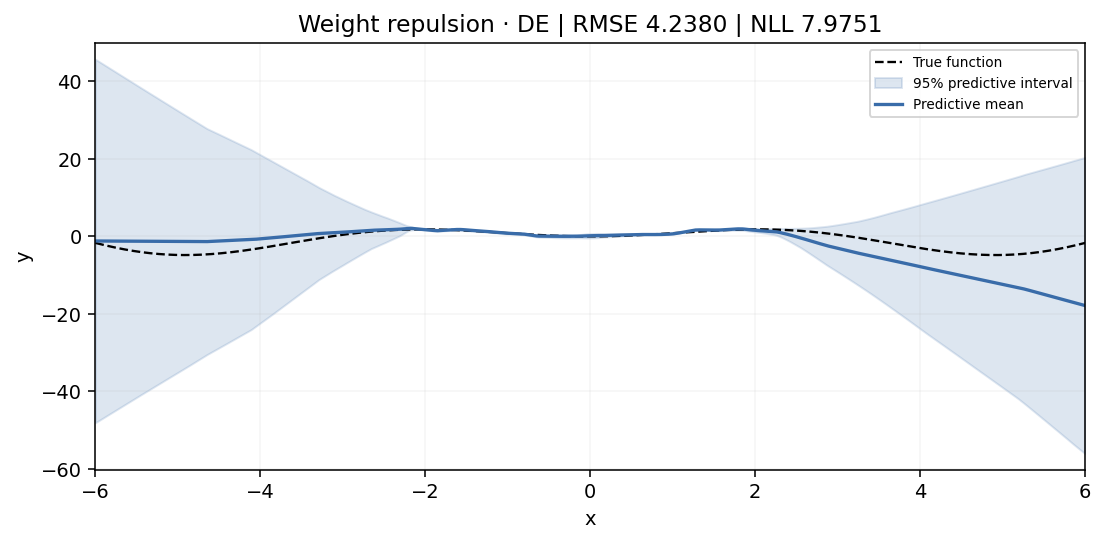 Weight repulsion · DE | RMSE 4.2380 | NLL 7.9751
True function
95% predictive interval
Predictive mean
y
40
20
0
−20
−40
−60
−6
−4
−2
0
2
4
6
x